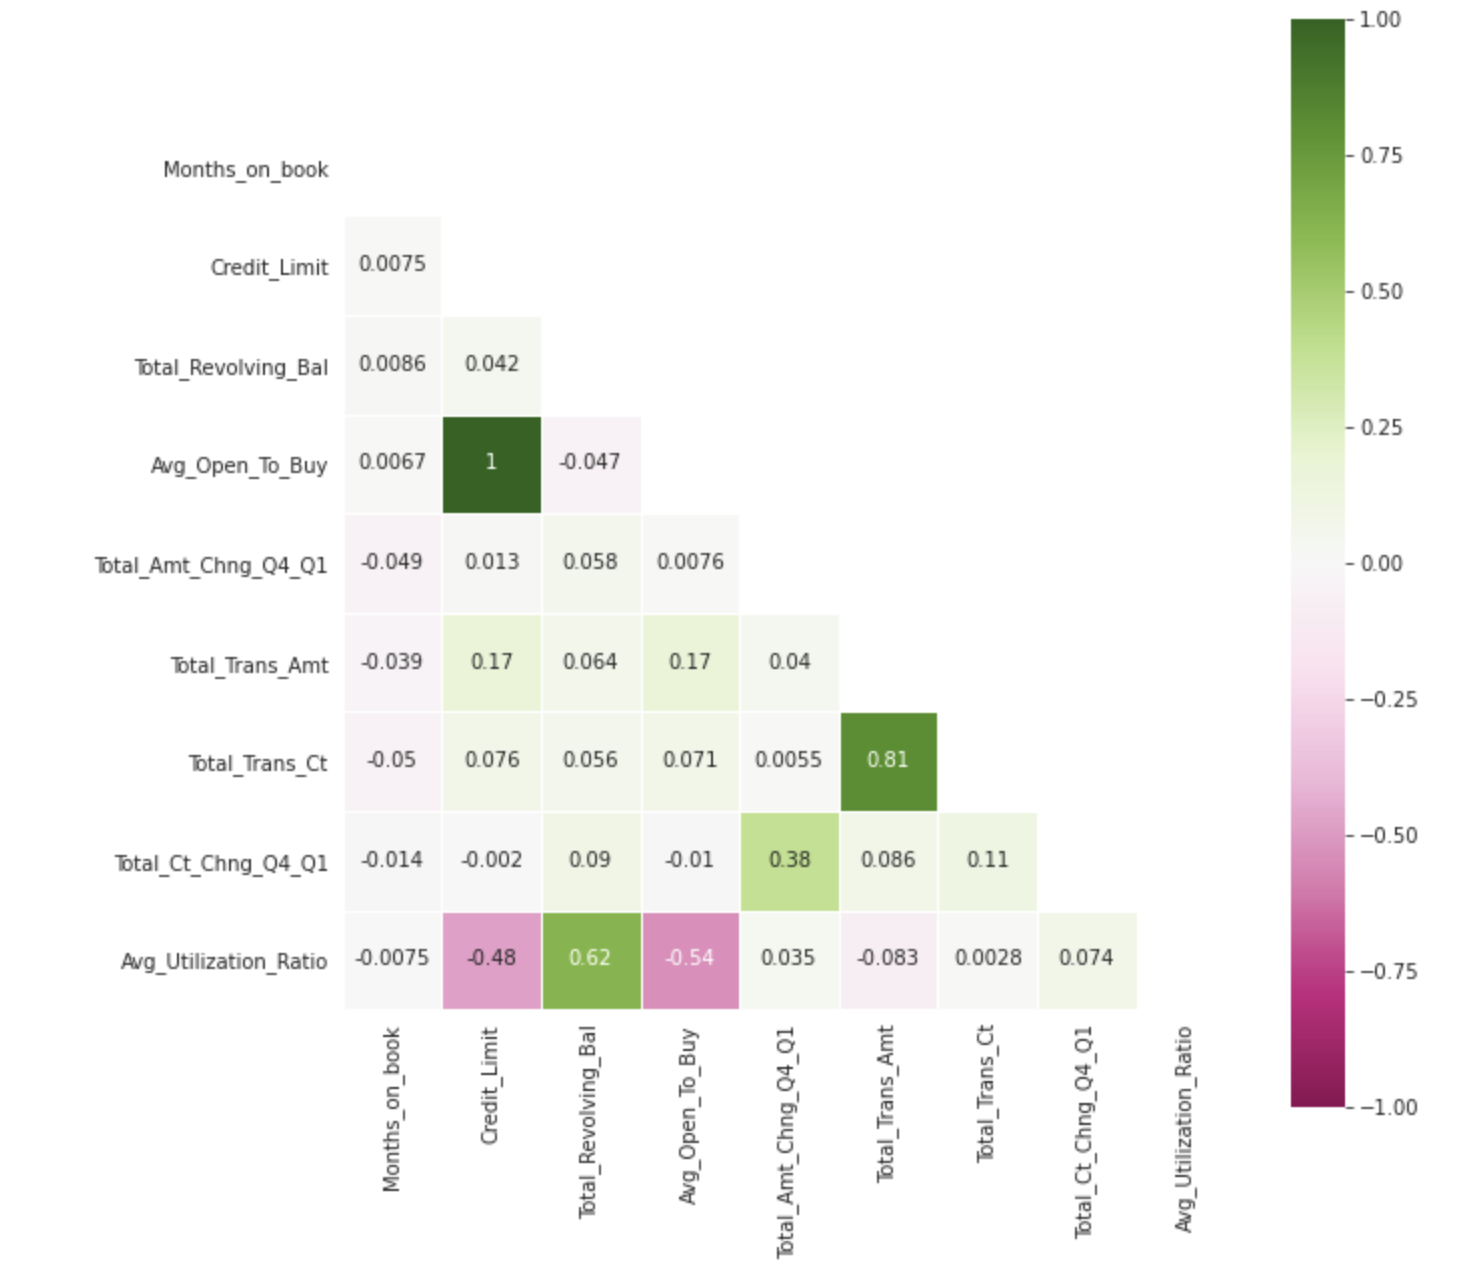 1.00
Months_on_book
0.75
Credit_Limit 0.0075
0.50
Total_Revolving_Bal 0.0086 0.042
0.25
Avg_Open_To_Buy 0.0067 1 -0.047
Total_Amt_Chng_Q4_Q1 -0.049 0.013 0.058 0.0076
0.00
Total_Trans_Amt -0.039 0.17 0.064 0.17 0.04
−0.25
Total_Trans_Ct -0.05 0.076 0.056 0.071 0.0055 0.81
−0.50
Total_Ct_Chng_Q4_Q1 -0.014 -0.002 0.09 -0.01 0.38 0.086 0.11
Avg_Utilization_Ratio -0.0075 -0.48 0.62 -0.54 0.035 -0.083 0.0028 0.074
−0.75
−1.00
Months_on_book
Credit_Limit
Total_Revolving_Bal
Avg_Open_To_Buy
Total_Amt_Chng_Q4_Q1
Total_Trans_Amt
Total_Trans_Ct
Total_Ct_Chng_Q4_Q1
Avg_Utilization_Ratio